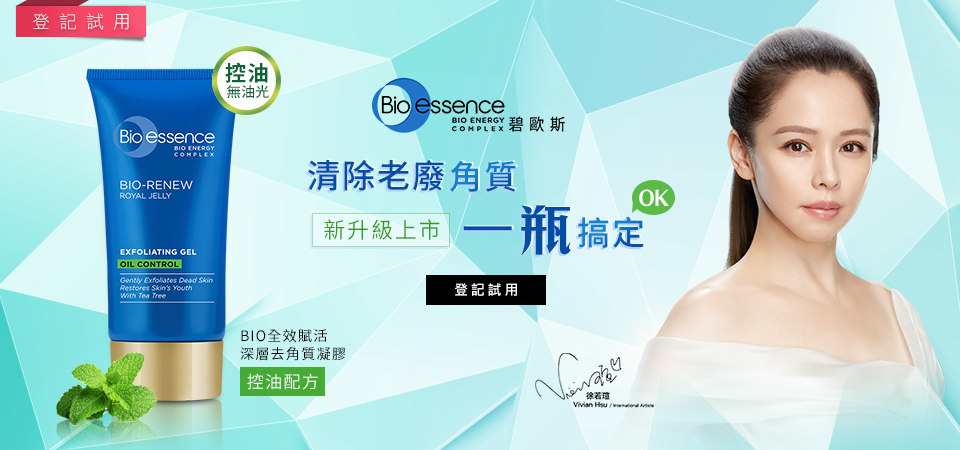 登記試用
控油
無油光
Bio essence
BIO ENERGY
COMPLEX
BIO-RENEW
ROYAL JELLY
EXFOLIATING GEL
OIL CONTROL
Gently Exfoliates Dead Skin
Restores Skin's Youth
With Tea Tree
BIO全效賦活
深層去角質凝膠
控油配方
Bio essence
BIO ENERGY
COMPLEX 碧歐斯
清除老廢角質
新升級上市 一瓶搞定 OK
登記試用
徐若瑄
Vivian Hsu / International Artiste